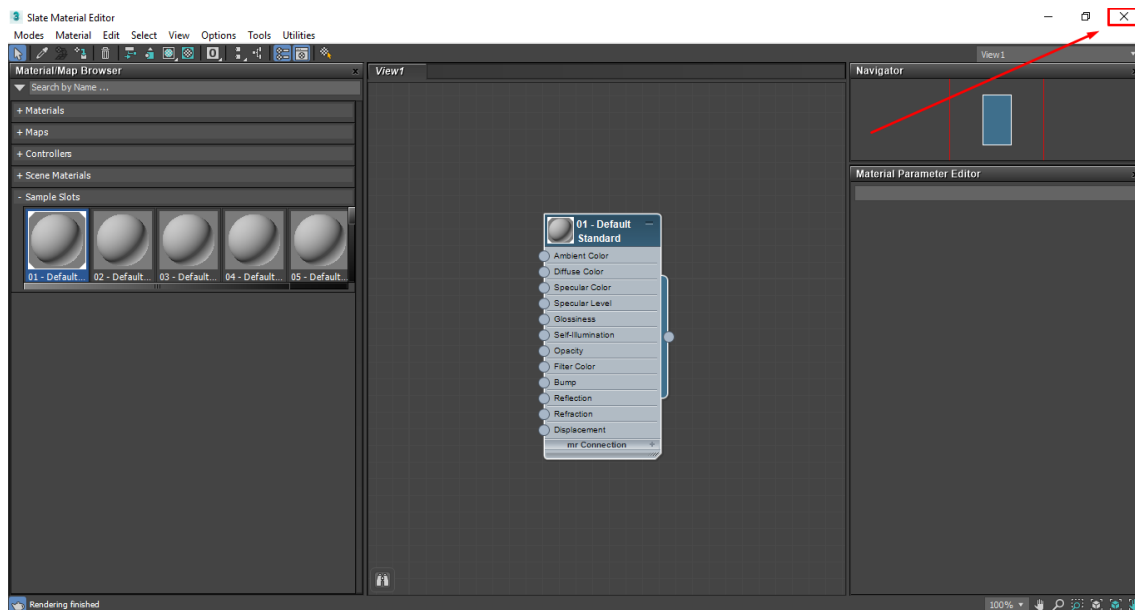 Slate Material Editor
Modes Material Edit Select View Options Tools Utilities
View1
Material/Map Browser
Search by Name ...
+ Materials
+ Maps
+ Controllers
+ Scene Materials
- Sample Slots
01 - Default... 02 - Default... 03 - Default... 04 - Default... 05 - Default...
View1
01 - Default
Standard
Ambient Color
Diffuse Color
Specular Color
Specular Level
Glossiness
Self-Illumination
Opacity
Filter Color
Bump
Reflection
Refraction
Displacement
mr Connection +
Navigator
Material Parameter Editor
Rendering finished
100%